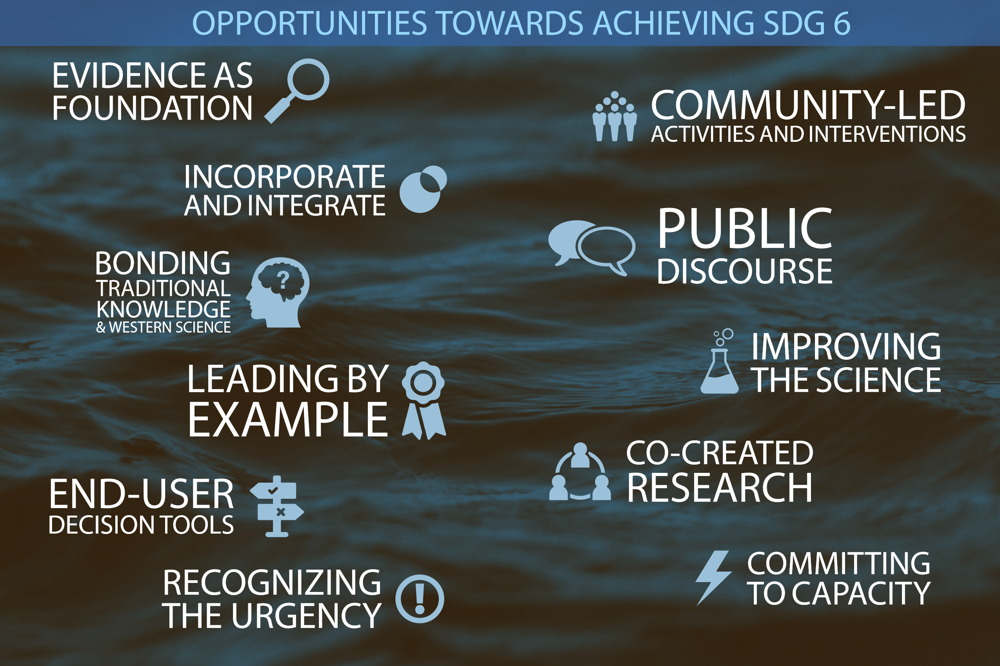 OPPORTUNITIES TOWARDS ACHIEVING SDG 6
EVIDENCE AS
FOUNDATION
INCORPORATE
AND INTEGRATE
BONDING
TRADITIONAL
KNOWLEDGE
& WESTERN SCIENCE
?
LEADING BY
EXAMPLE
END-USER
DECISION TOOLS
RECOGNIZING
THE URGENCY
!
COMMUNITY-LED
ACTIVITIES AND INTERVENTIONS
PUBLIC
DISCOURSE
IMPROVING
THE SCIENCE
CO-CREATED
RESEARCH
COMMITTING
TO CAPACITY